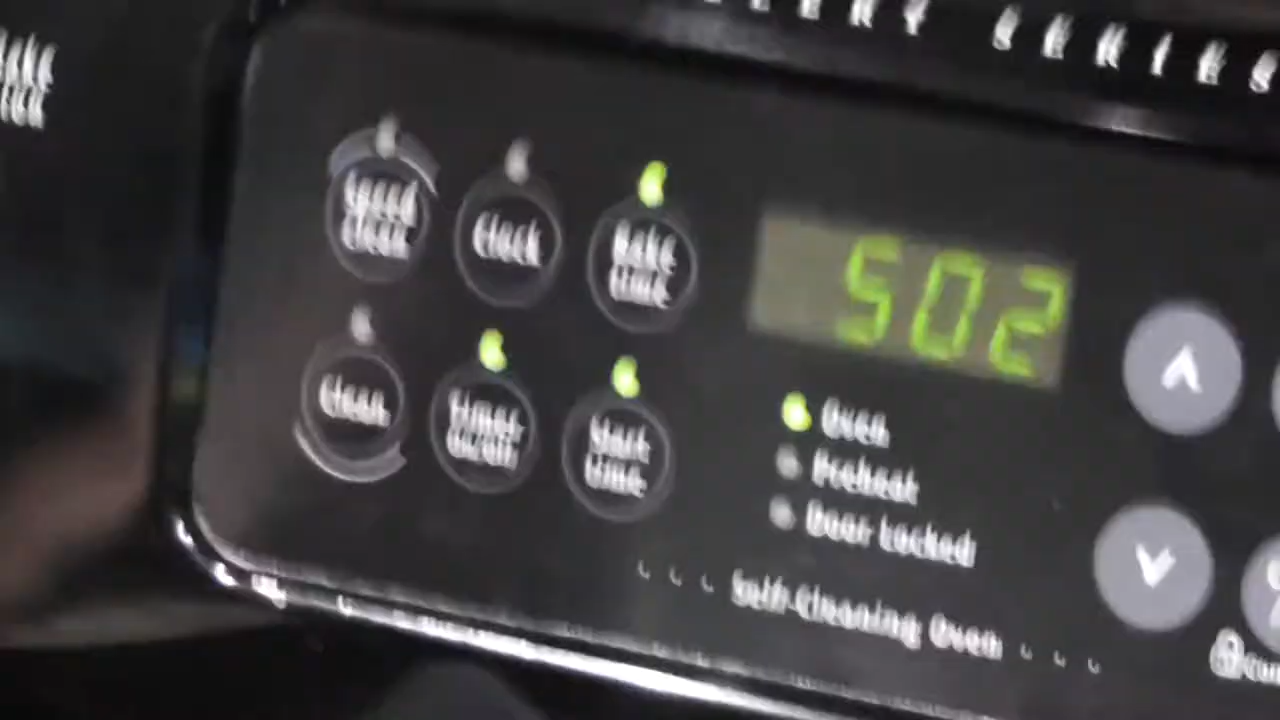 SERIES
Speed
Clean
Clock
Bake
time
502
Clean
Timer
on/off
Start
time
Oven
Preheat
Door Locked
Self-Cleaning Oven